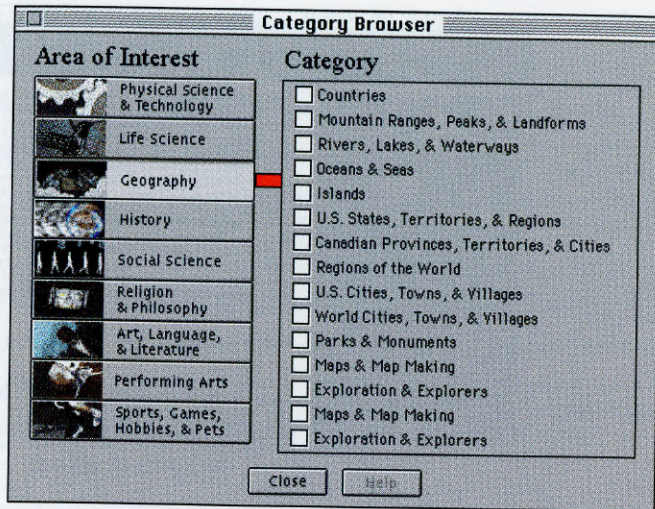 Category Browser
Area of Interest
Physical Science
& Technology
Life Science
Geography
History
Social Science
Religion
& Philosophy
Art, Language,
& Literature
Performing Arts
Sports, Games,
Hobbies, & Pets
Category
Countries
Mountain Ranges, Peaks, & Landforms
Rivers, Lakes, & Waterways
Oceans & Seas
Islands
U.S. States, Territories, & Regions
Canadian Provinces, Territories, & Cities
Regions of the World
U.S. Cities, Towns, & Villages
World Cities, Towns, & Villages
Parks & Monuments
Maps & Map Making
Exploration & Explorers
Maps & Map Making
Exploration & Explorers
Close
Help